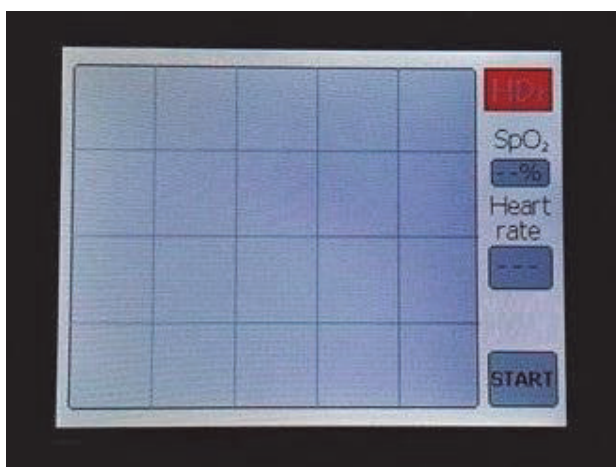 SpO₂
--%
Heart
rate
---
START